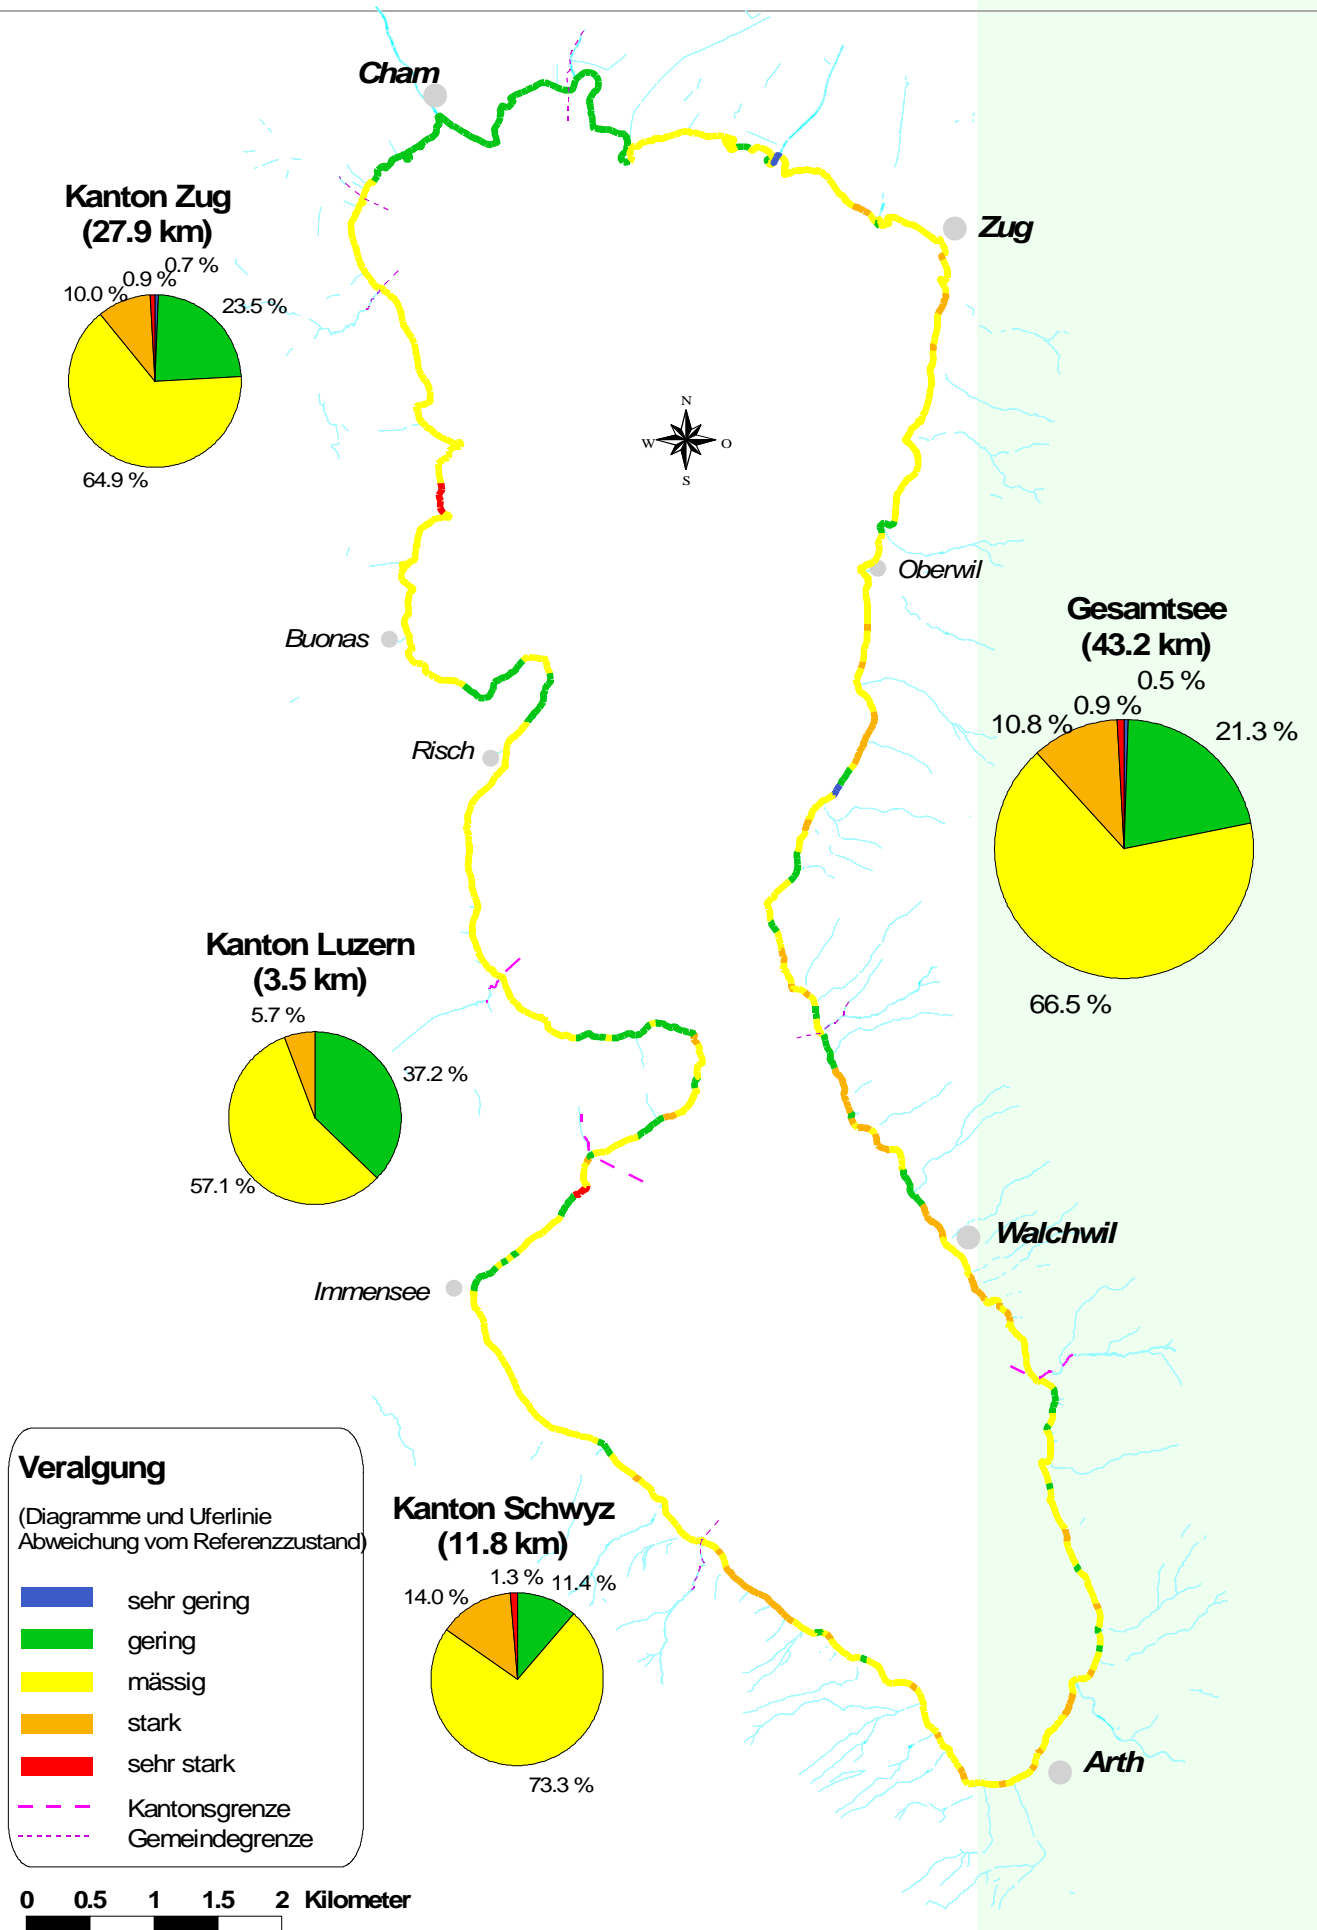 Cham
Kanton Zug
(27.9 km)
0.7 %
0.9 %
10.0 %
23.5 %
64.9 %
Zug
N
W
O
S
Oberwil
Buonas
Gesamtsee
(43.2 km)
0.5 %
0.9 %
10.8 %
21.3 %
66.5 %
Risch
Kanton Luzern
(3.5 km)
5.7 %
37.2 %
57.1 %
Walchwil
Immensee
Kanton Schwyz
(11.8 km)
1.3 %
11.4 %
14.0 %
73.3 %
Arth
Veralgung
(Diagramme und Uferlinie
Abweichung vom Referenzzustand)
sehr gering
gering
mässig
stark
sehr stark
Kantonsgrenze
Gemeindegrenze
0 0.5 1 1.5 2 Kilometer